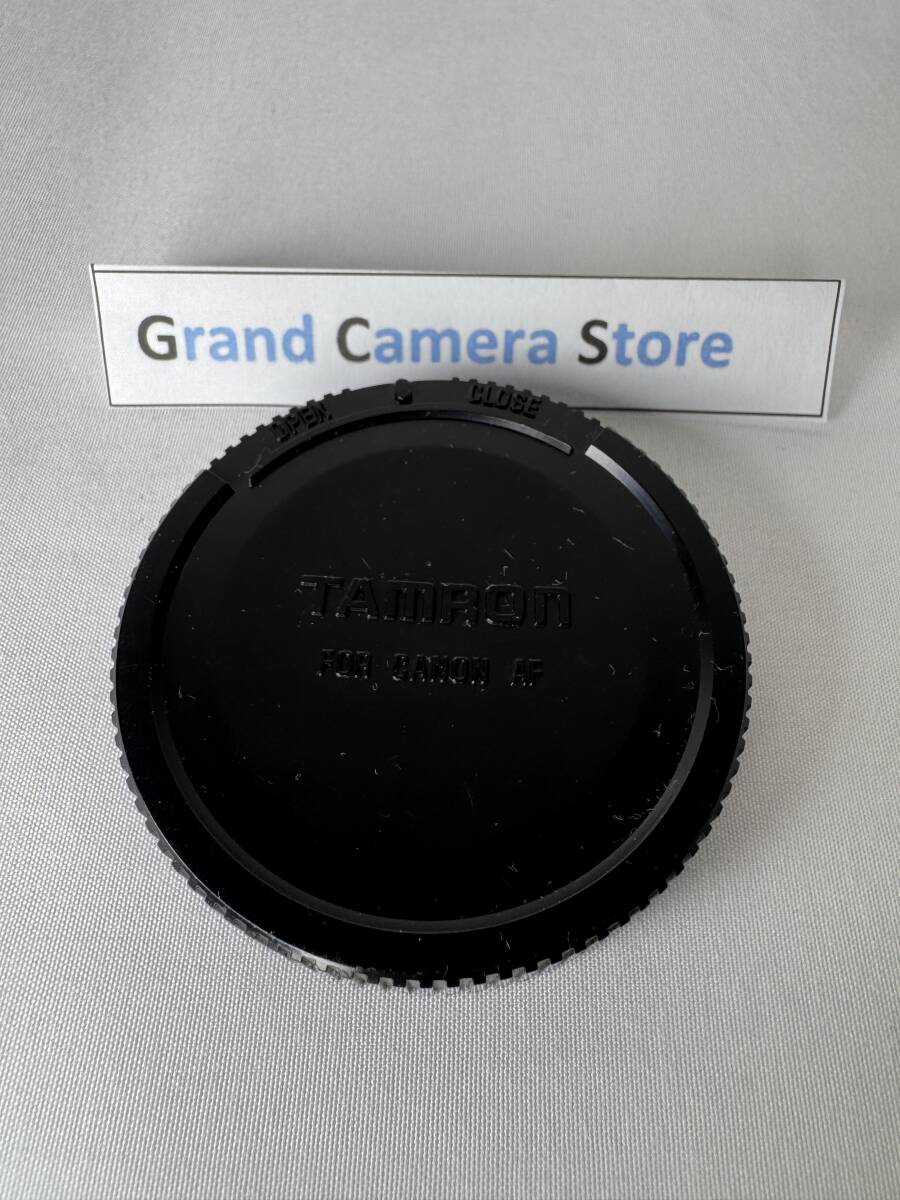 Grand Camera Store
OPEN CLOSE
TAMRON
FOR CANON AF